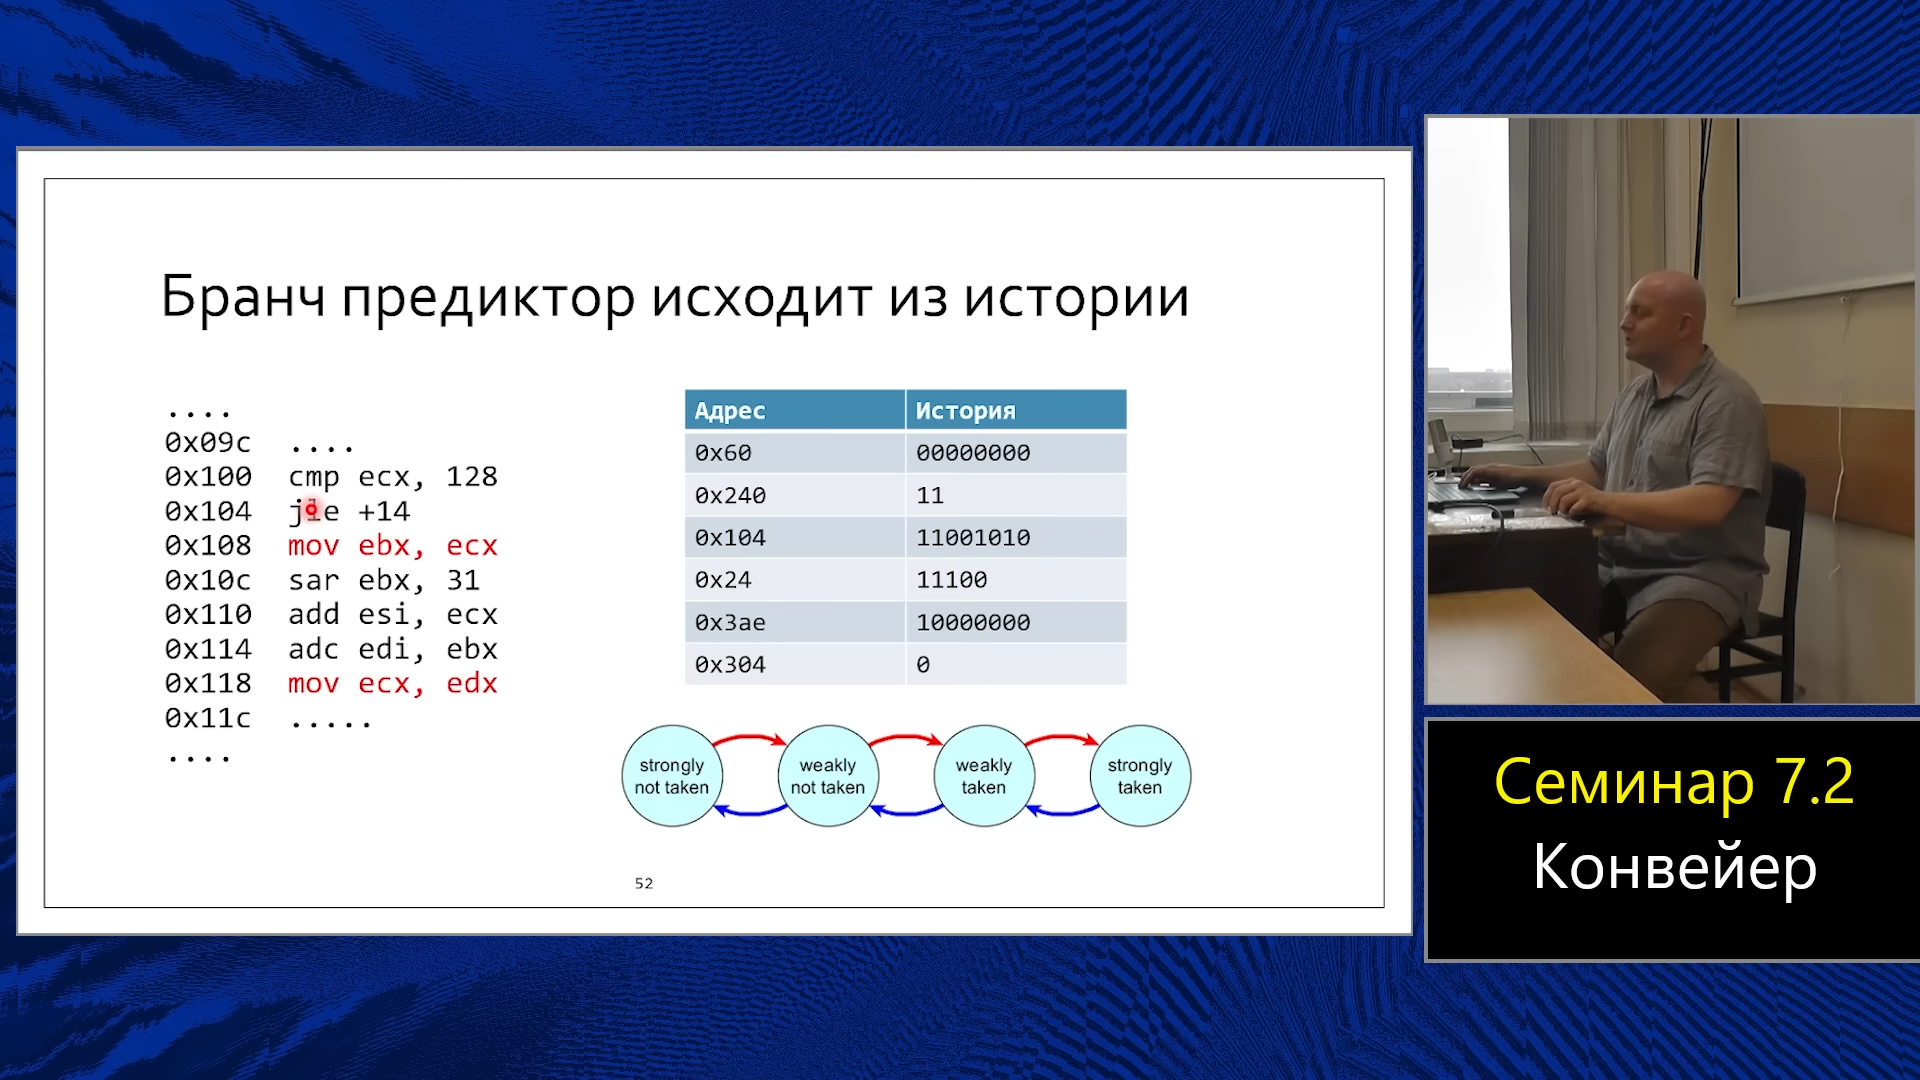 Бранч предиктор исходит из истории
....
0x09c ....
0x100 cmp ecx, 128
0x104 jle +14
0x108 mov ebx, ecx
0x10c sar ebx, 31
0x110 add esi, ecx
0x114 adc edi, ebx
0x118 mov ecx, edx
0x11c .....
....
Адрес История
0x60 00000000
0x240 11
0x104 11001010
0x24 11100
0x3ae 10000000
0x304 0
strongly
not taken
weakly
not taken
weakly
taken
strongly
taken
52
Семинар 7.2
Конвейер